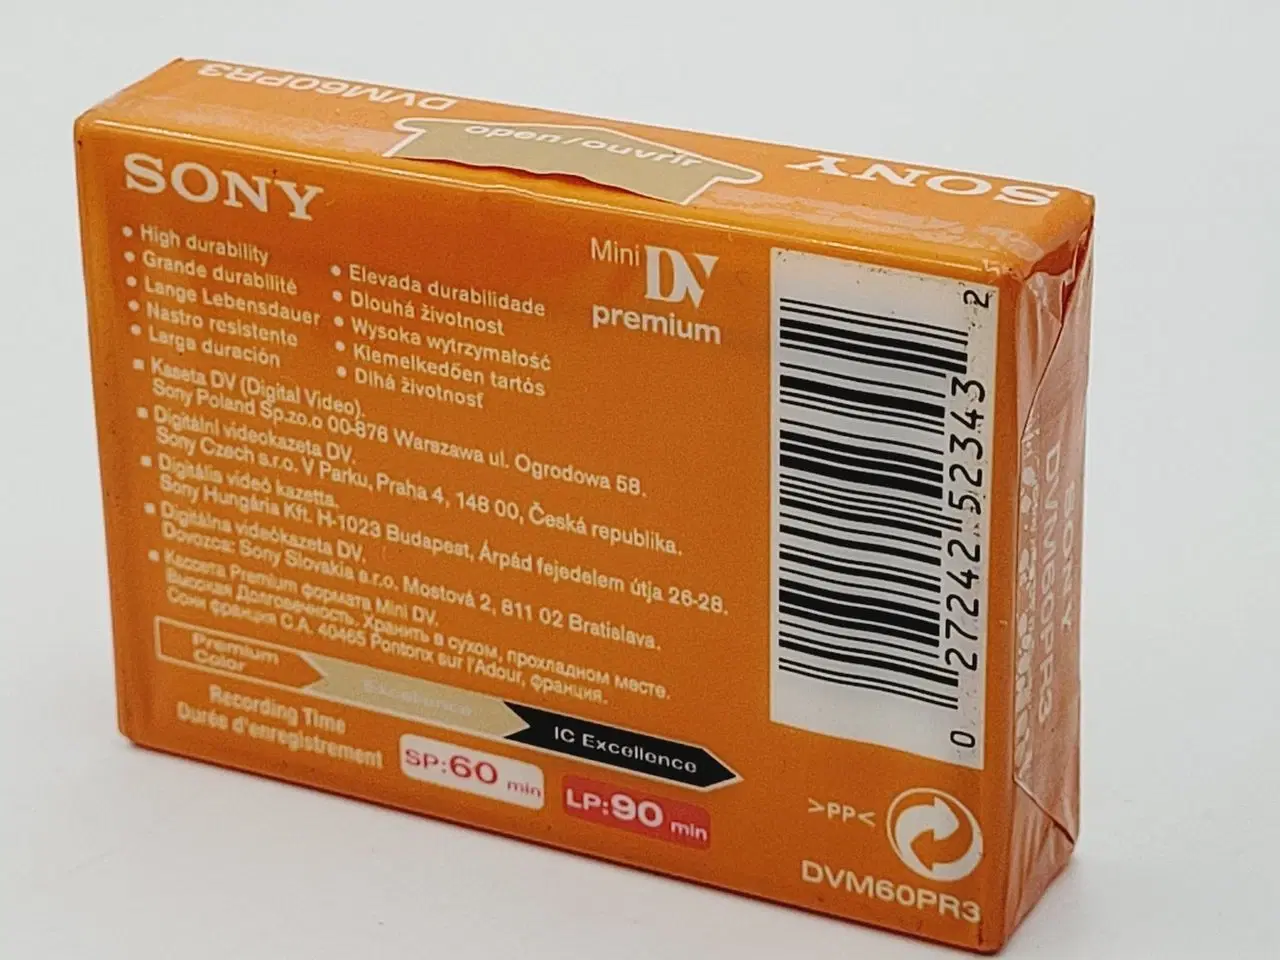 DVM60PR3
open/ouvrir
SONY
SONY
• High durability
• Grande durabilité
• Lange Lebensdauer
• Nastro resistente
• Larga duración
• Elevada durabilidade
• Dlouhá životnost
• Wysoka wytrzymałość
• Kiemelkedően tartós
• Dlhá životnosť
Mini DV
premium
■ Kaseta DV (Digital Video).
Sony Poland Sp.zo.o 00-876 Warszawa ul. Ogrodowa 58.
■ Digitální videokazeta DV.
Sony Czech s.r.o. V Parku, Praha 4, 148 00, Česká republika.
■ Digitális videó kazetta.
Sony Hungária Kft. H-1023 Budapest, Árpád fejedelem útja 26-28.
■ Digitálna videókazeta DV.
Dovozca: Sony Slovakia s.r.o. Mostová 2, 811 02 Bratislava.
■ Кассета Premium формата Mini DV.
Высокая Долговечность. Хранить в сухом, прохладном месте.
Сони франция С.А. 40465 Pontonx sur l'Adour, франция.
Premium
Color
Excellence
IC Excellence
Recording Time
Durée d'enregistrement
SP:60 min
LP:90 min
0 27242 52343 2
>PP<
DVM60PR3
SONY
DVM60PR3